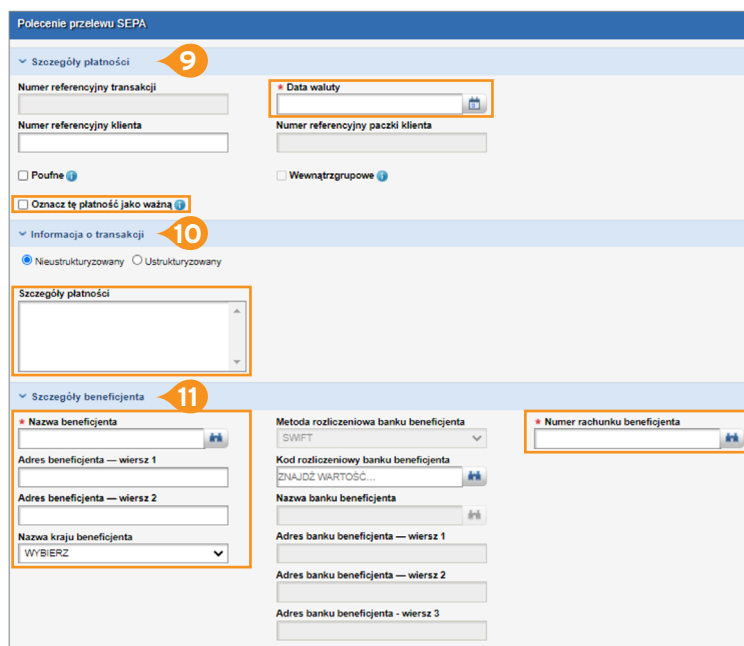 Polecenie przelewu SEPA
Szczegóły płatności
9
Numer referencyjny transakcji
* Data waluty
Numer referencyjny klienta
Numer referencyjny paczki klienta
Poufne
Wewnątrzgrupowe
Oznacz tę płatność jako ważną
Informacja o transakcji
10
Nieustrukturyzowany
Ustrukturyzowany
Szczegóły płatności
Szczegóły beneficjenta
11
* Nazwa beneficjenta
Metoda rozliczeniowa banku beneficjenta
* Numer rachunku beneficjenta
SWIFT
Adres beneficjenta — wiersz 1
Kod rozliczeniowy banku beneficjenta
ZNAJDŹ WARTOŚĆ...
Adres beneficjenta — wiersz 2
Nazwa banku beneficjenta
Nazwa kraju beneficjenta
Adres banku beneficjenta — wiersz 1
WYBIERZ
Adres banku beneficjenta — wiersz 2
Adres banku beneficjenta - wiersz 3